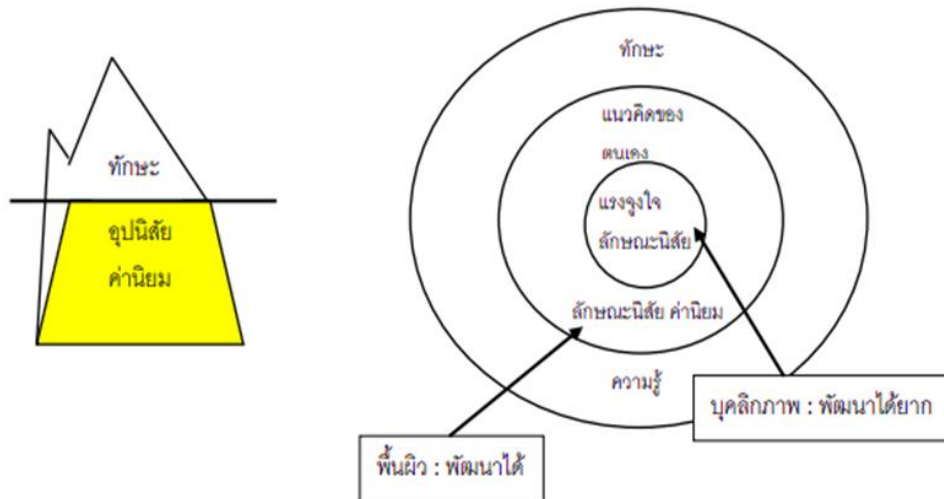 ทักษะ
อุปนิสัย
ค่านิยม
ทักษะ
แนวคิดของ
ตนเอง
แรงจูงใจ
ลักษณะนิสัย
ลักษณะนิสัย ค่านิยม
ความรู้
บุคลิกภาพ : พัฒนาได้ยาก
พื้นผิว : พัฒนาได้